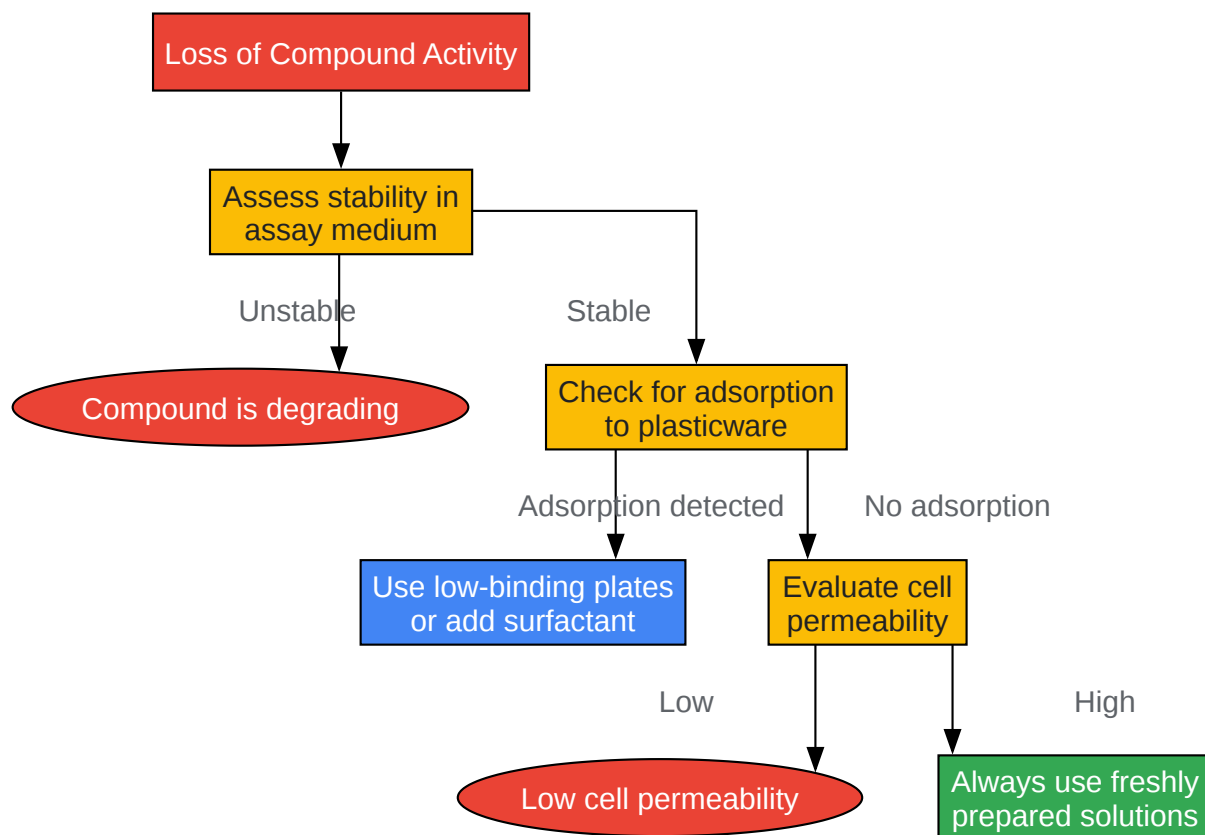 Loss of Compound Activity
Assess stability in
assay medium
Unstable
Stable
Compound is degrading
Check for adsorption
to plasticware
Adsorption detected
No adsorption
Use low-binding plates
or add surfactant
Evaluate cell
permeability
Low
High
Low cell permeability
Always use freshly
prepared solutions